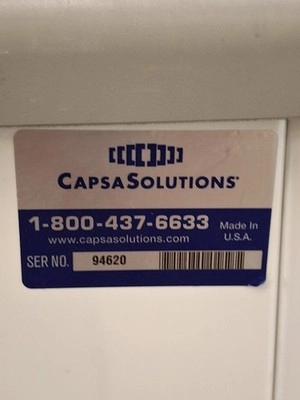 CAPSASOLUTIONS
1-800-437-6633 Made In
www.capsasolutions.com U.S.A.
SER NO. 94620